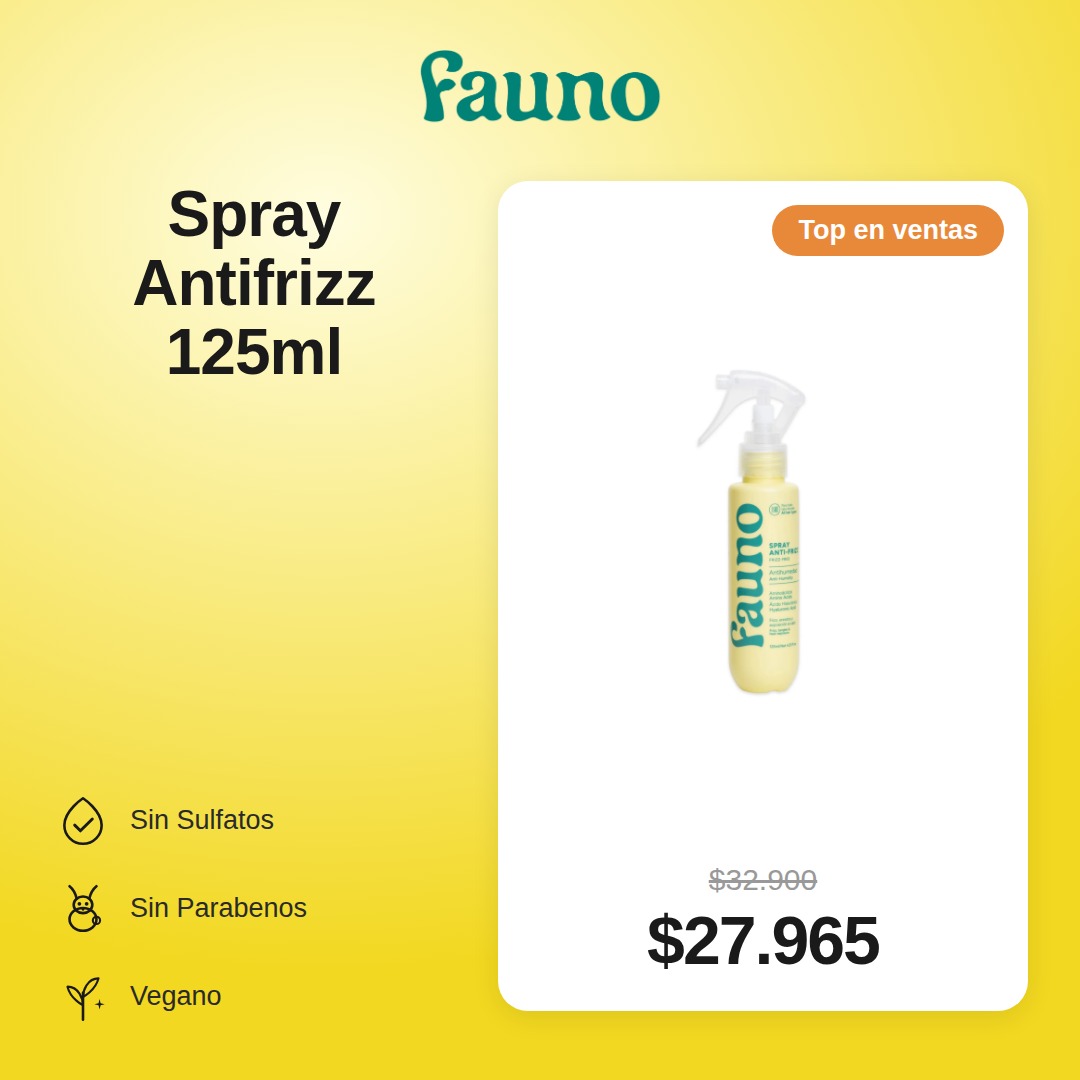 fauno
Spray
Antifrizz
125ml
Top en ventas
fauno
SPRAY
Sin Sulfatos
Sin Parabenos
Vegano
$32.900
$27.965